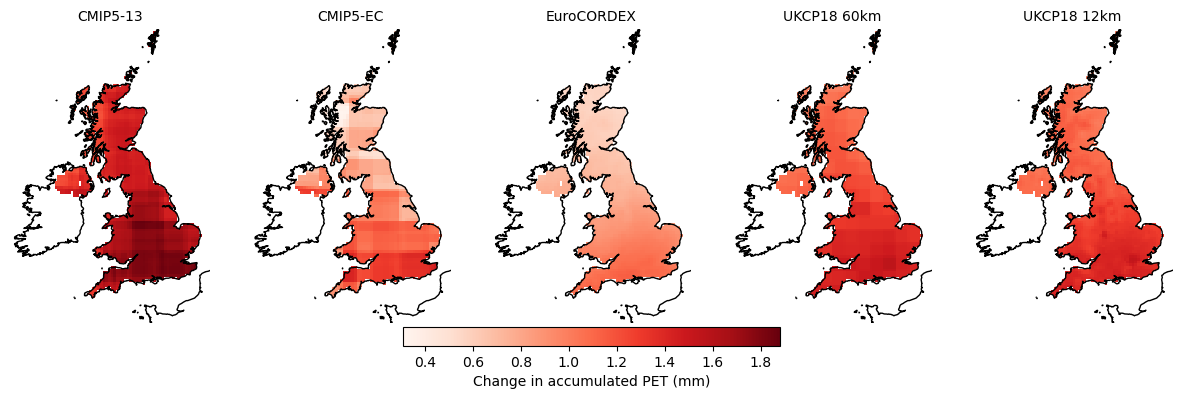 CMIP5-13 CMIP5-EC EuroCORDEX UKCP18 60km UKCP18 12km
0.4 0.6 0.8 1.0 1.2 1.4 1.6 1.8
Change in accumulated PET (mm)